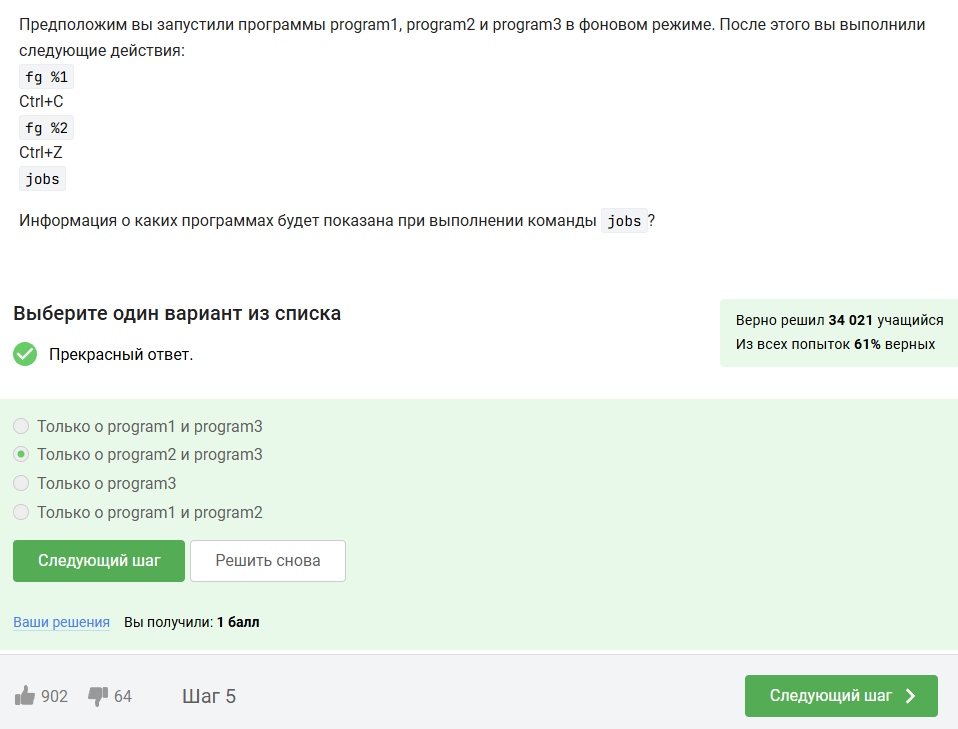 Предположим вы запустили программы program1, program2 и program3 в фоновом режиме. После этого вы выполнили
следующие действия:
fg %1
Ctrl+C
fg %2
Ctrl+Z
jobs
Информация о каких программах будет показана при выполнении команды jobs?
Выберите один вариант из списка
Верно решил 34 021 учащийся
Из всех попыток 61% верных
Прекрасный ответ.
Только о program1 и program3
Только о program2 и program3
Только о program3
Только о program1 и program2
Следующий шаг Решить снова
Ваши решения Вы получили: 1 балл
902 64 Шаг 5 Следующий шаг